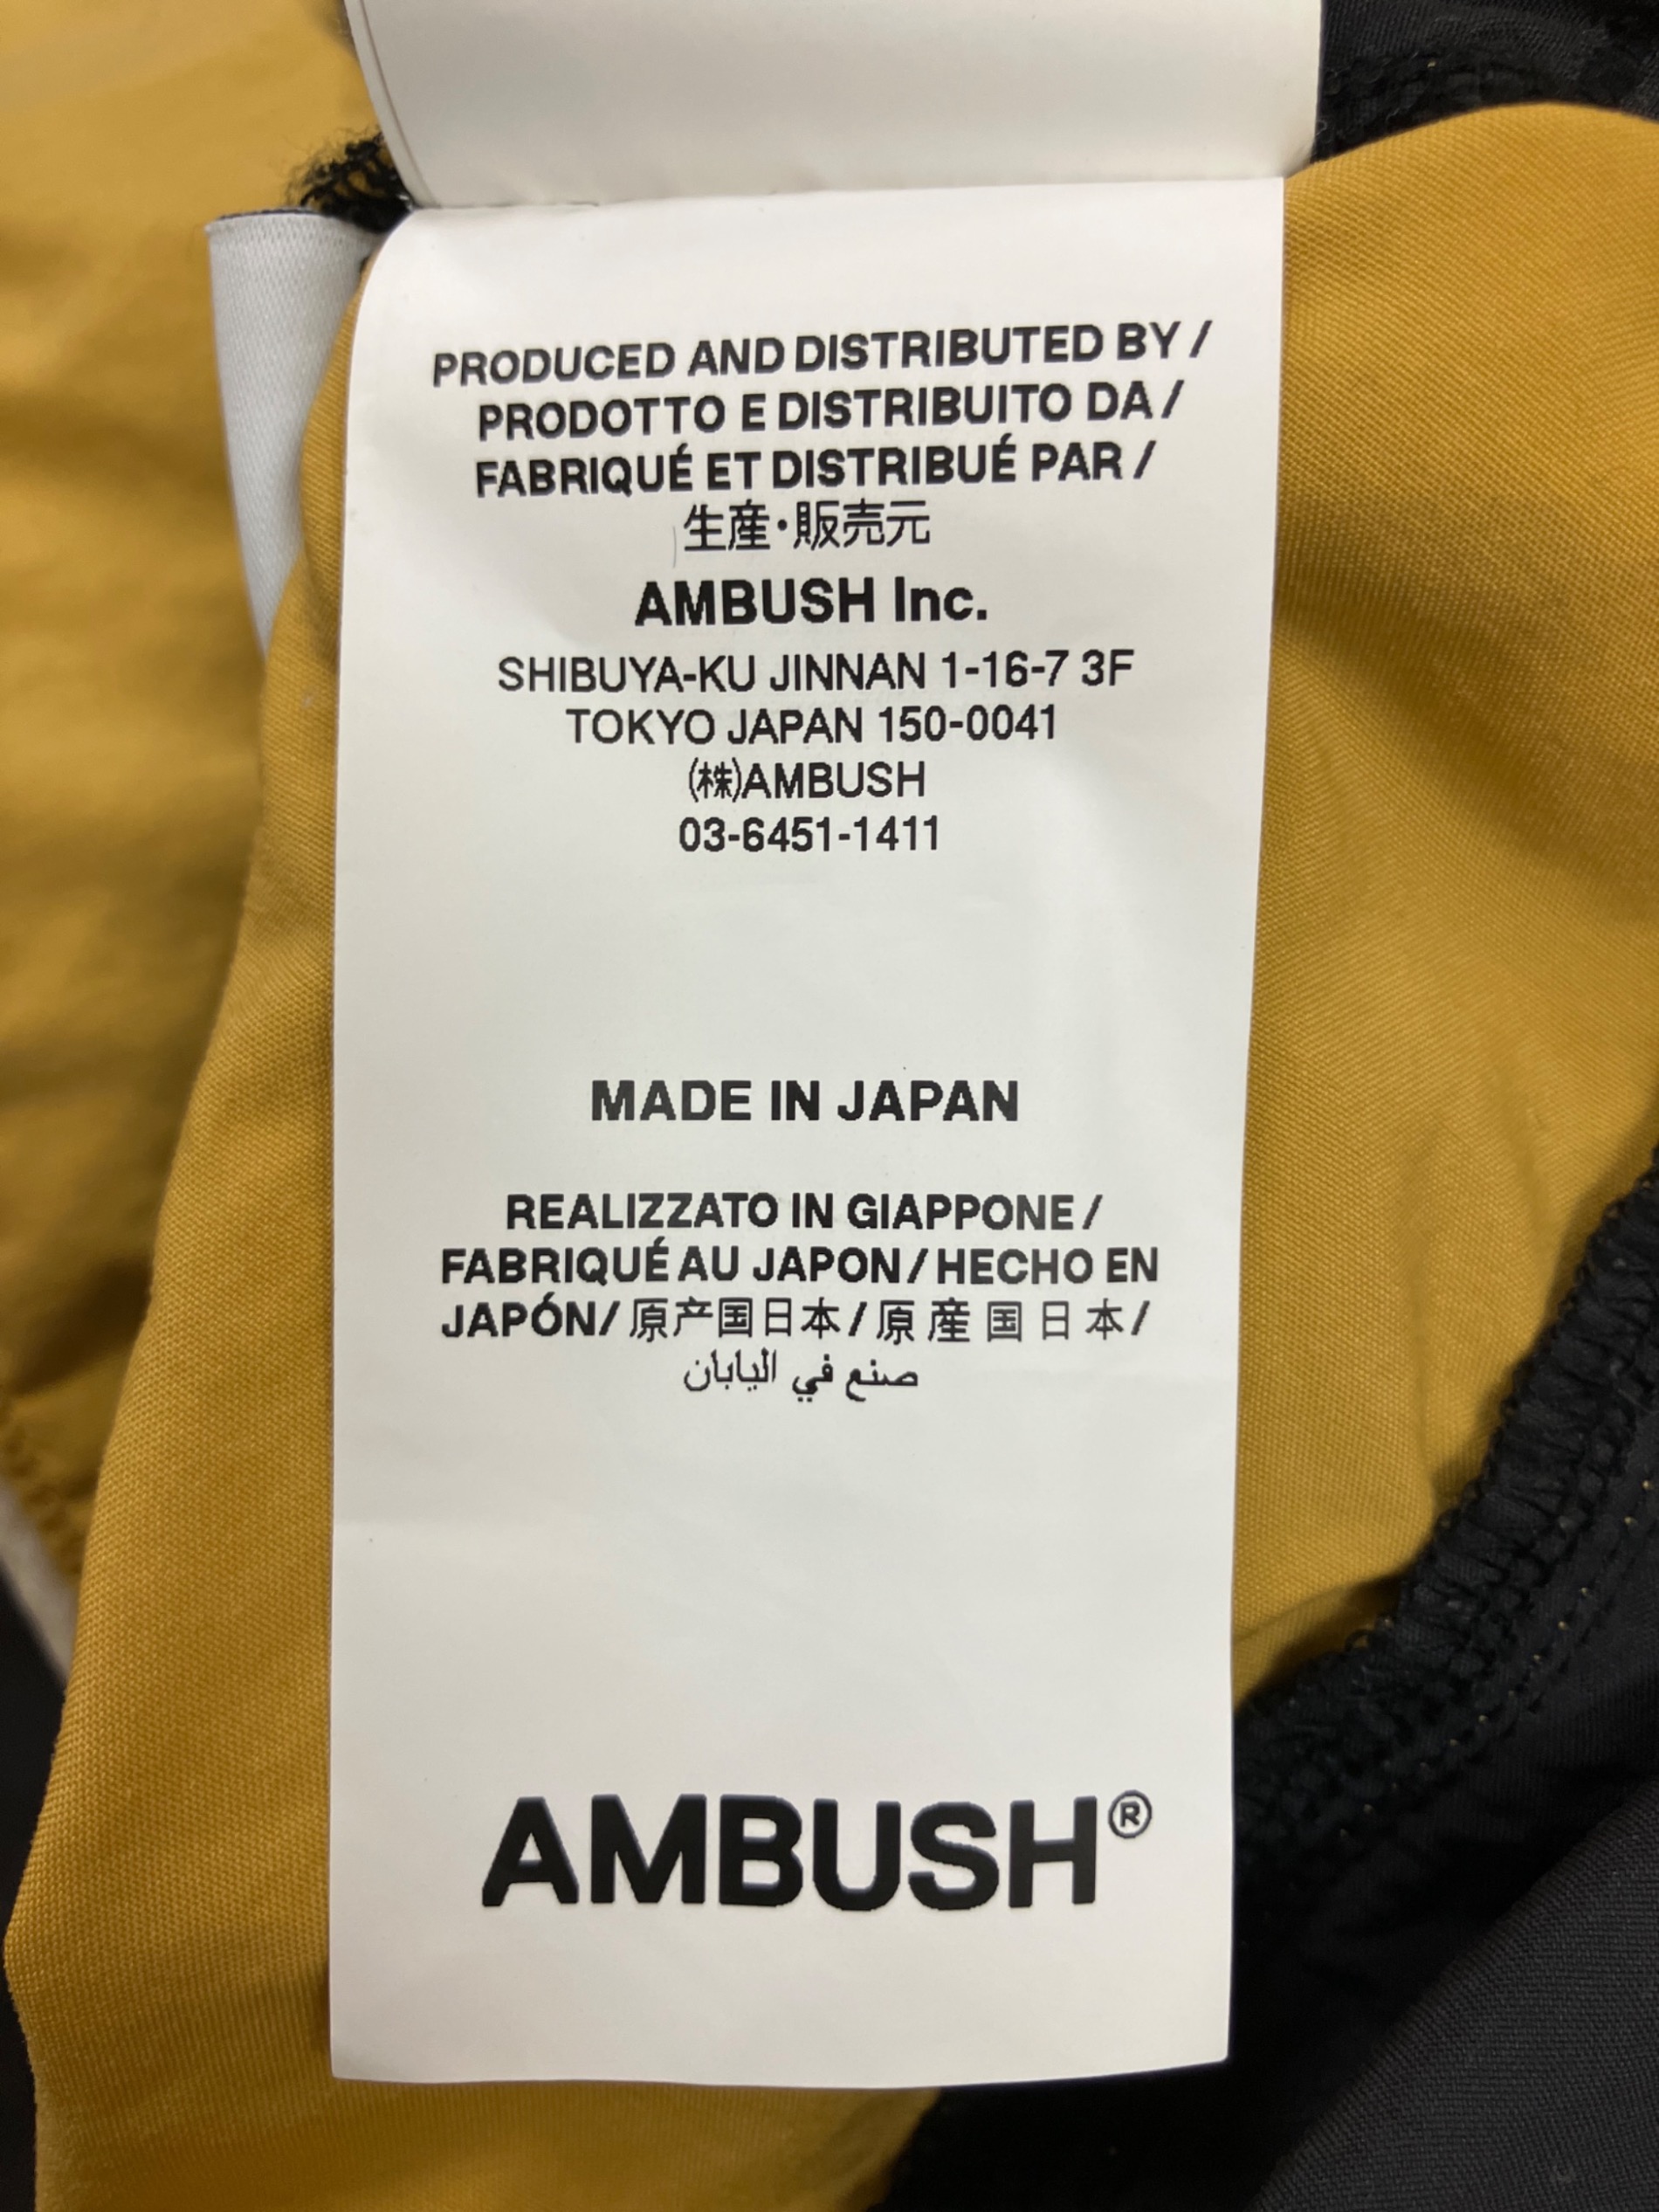 PRODUCED AND DISTRIBUTED BY /
PRODOTTO E DISTRIBUITO DA /
FABRIQUÉ ET DISTRIBUÉ PAR /
生産・販売元
AMBUSH Inc.
SHIBUYA-KU JINNAN 1-16-7 3F
TOKYO JAPAN 150-0041
(株)AMBUSH
03-6451-1411
MADE IN JAPAN
REALIZZATO IN GIAPPONE /
FABRIQUÉ AU JAPON / HECHO EN
JAPÓN / 原产国日本 / 原産国日本 /
صنع في اليابان
AMBUSH®